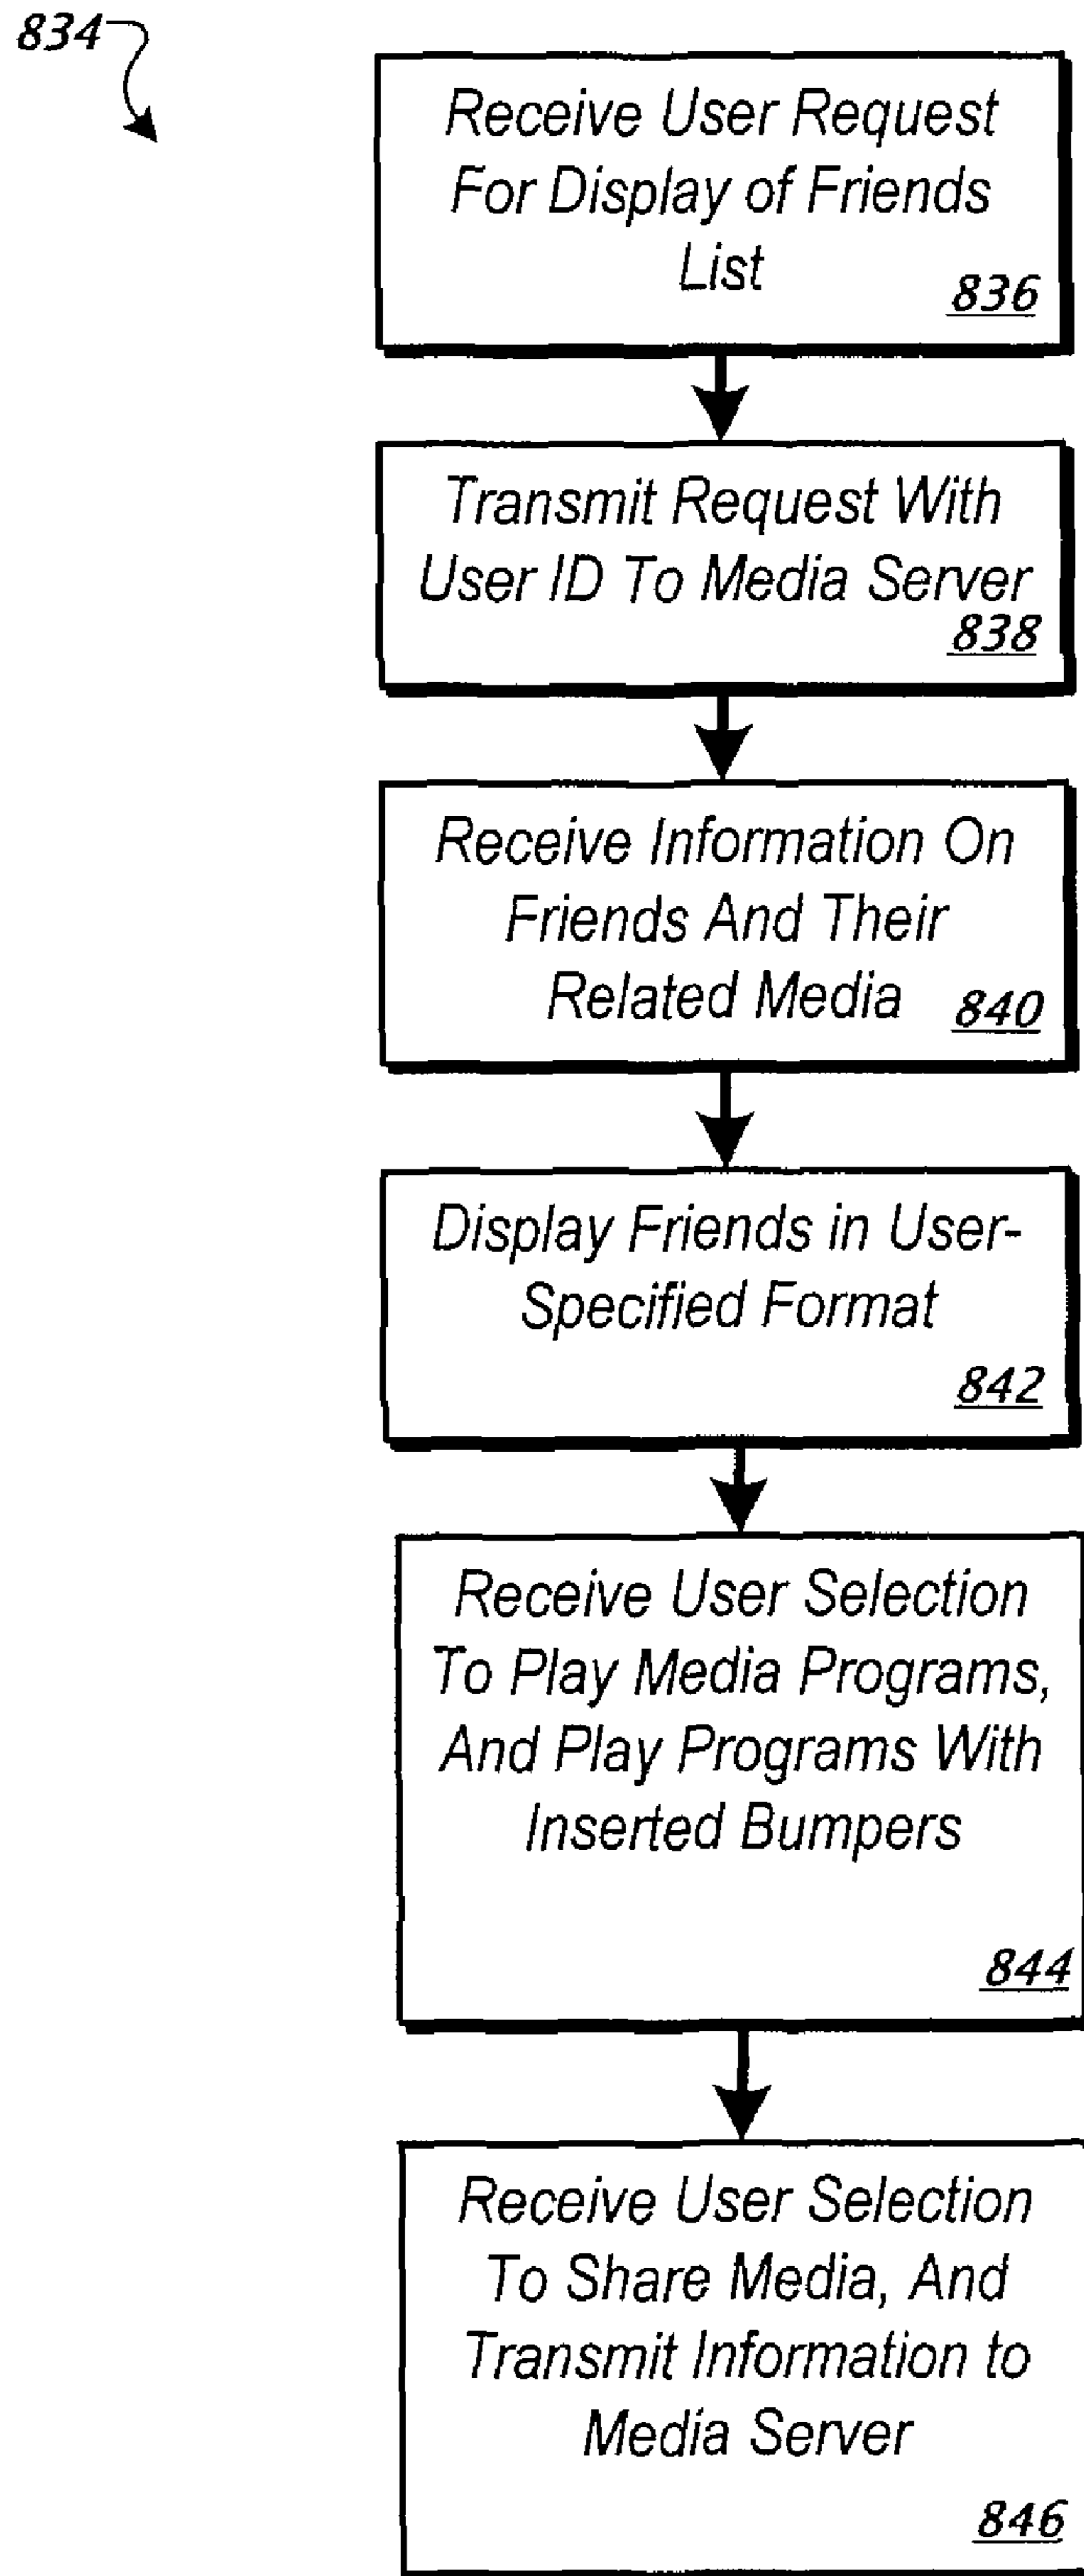 834
Receive User Request
For Display of Friends
List
836
Transmit Request With
User ID To Media Server
838
Receive Information On
Friends And Their
Related Media
840
Display Friends in User-
Specified Format
842
Receive User Selection
To Play Media Programs,
And Play Programs With
Inserted Bumpers
844
Receive User Selection
To Share Media, And
Transmit Information to
Media Server
846